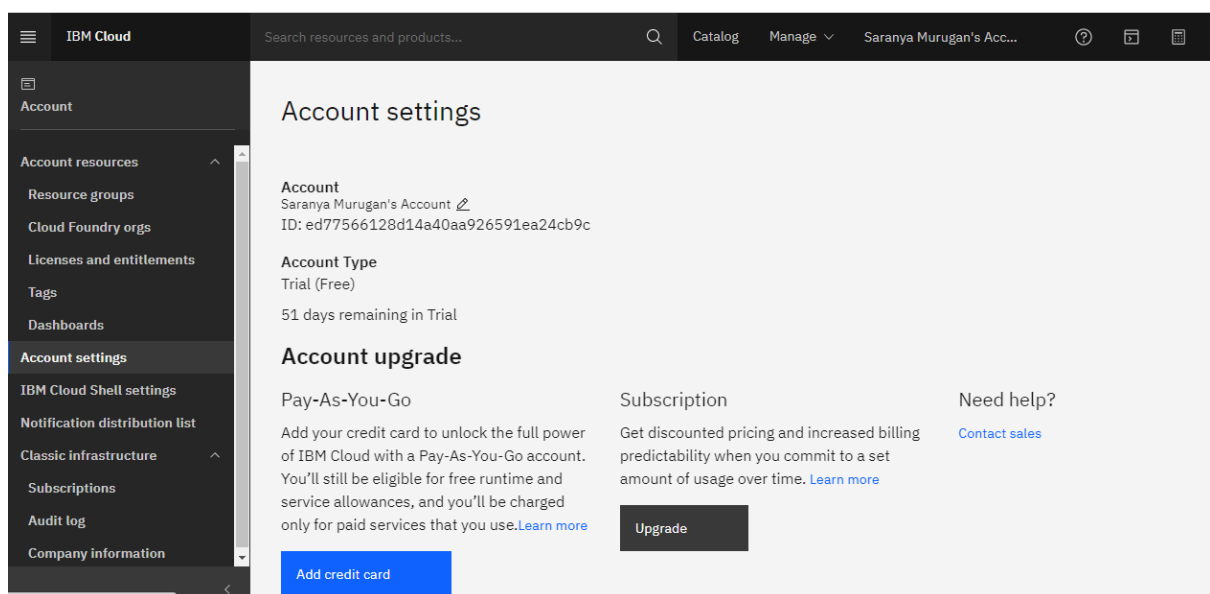 IBM Cloud
Search resources and products...
Catalog
Manage
Saranya Murugan's Acc...
Account
Account resources
Resource groups
Cloud Foundry orgs
Licenses and entitlements
Tags
Dashboards
Account settings
IBM Cloud Shell settings
Notification distribution list
Classic infrastructure
Subscriptions
Audit log
Company information
Account settings
Account
Saranya Murugan's Account
ID: ed77566128d14a40aa926591ea24cb9c
Account Type
Trial (Free)
51 days remaining in Trial
Account upgrade
Pay-As-You-Go
Add your credit card to unlock the full power
of IBM Cloud with a Pay-As-You-Go account.
You'll still be eligible for free runtime and
service allowances, and you'll be charged
only for paid services that you use.Learn more
Add credit card
Subscription
Get discounted pricing and increased billing
predictability when you commit to a set
amount of usage over time. Learn more
Upgrade
Need help?
Contact sales